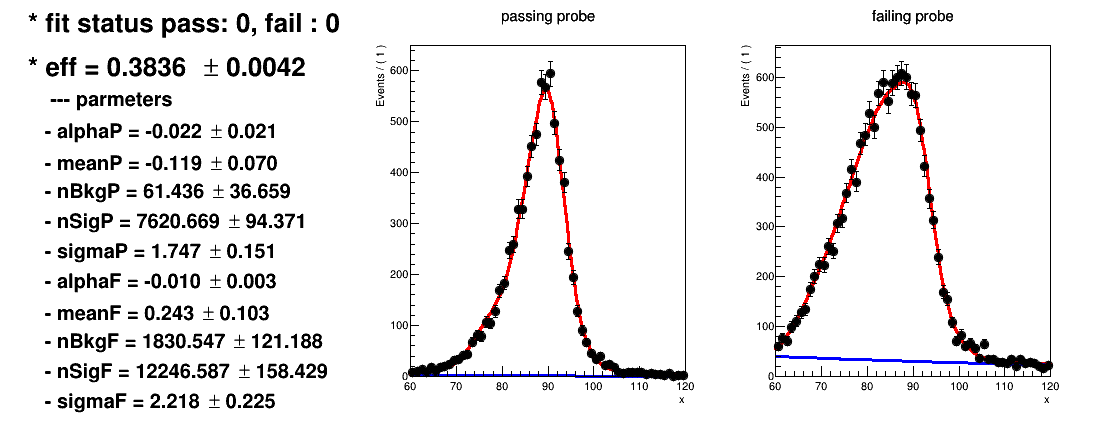 * fit status pass: 0, fail : 0
* eff = 0.3836 ± 0.0042
--- parmeters
- alphaP = -0.022 ± 0.021
- meanP = -0.119 ± 0.070
- nBkgP = 61.436 ± 36.659
- nSigP = 7620.669 ± 94.371
- sigmaP = 1.747 ± 0.151
- alphaF = -0.010 ± 0.003
- meanF = 0.243 ± 0.103
- nBkgF = 1830.547 ± 121.188
- nSigF = 12246.587 ± 158.429
- sigmaF = 2.218 ± 0.225
passing probe
Events / ( 1 )
600
500
400
300
200
100
0
60 70 80 90 100 110 120
x
failing probe
Events / ( 1 )
600
500
400
300
200
100
0
60 70 80 90 100 110 120
x